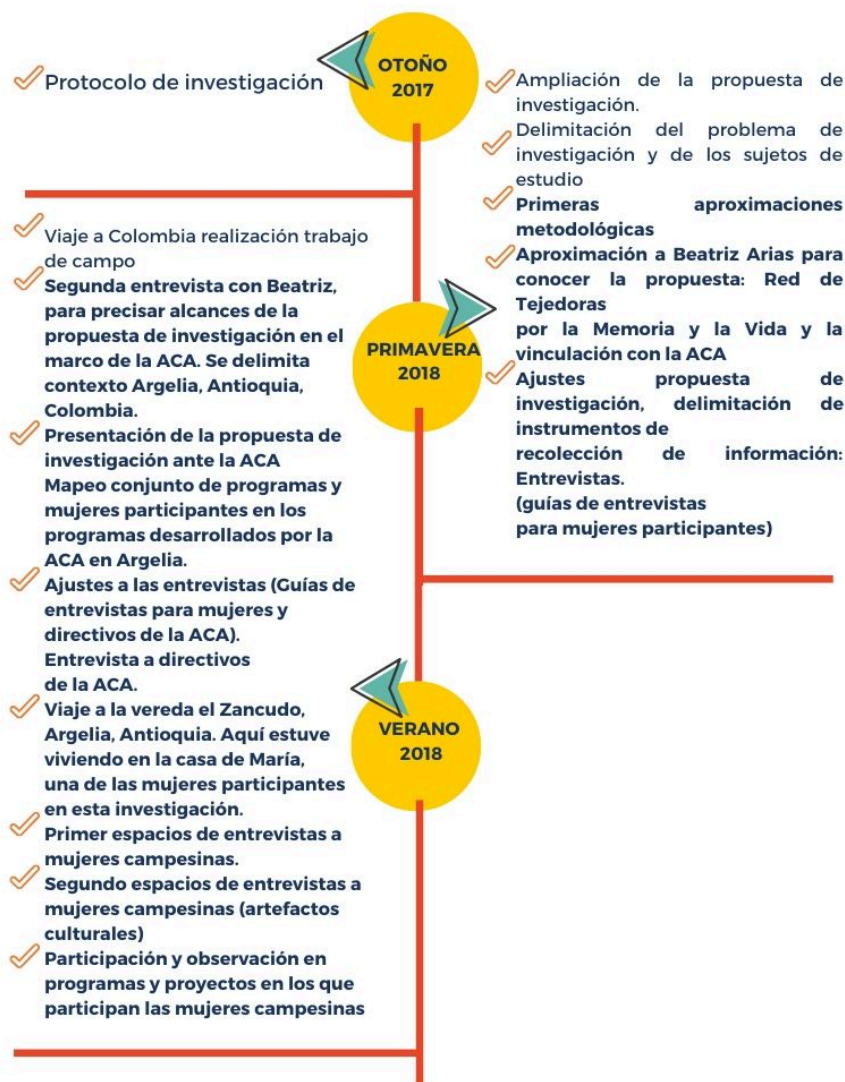 OTOÑO
2017
Protocolo de investigación
PRIMAVERA
2018
Ampliación de la propuesta de
investigación.
Delimitación del problema de
investigación y de los sujetos de
estudio
Primeras aproximaciones
metodológicas
Aproximación a Beatriz Arias para
conocer la propuesta: Red de
Tejedoras
por la Memoria y la Vida y la
vinculación con la ACA
Ajustes propuesta de
investigación, delimitación de
instrumentos de
recolección de información:
Entrevistas.
(guías de entrevistas
para mujeres participantes)
VERANO
2018
Viaje a Colombia realización trabajo
de campo
Segunda entrevista con Beatriz,
para precisar alcances de la
propuesta de investigación en el
marco de la ACA. Se delimita
contexto Argelia, Antioquia,
Colombia.
Presentación de la propuesta de
investigación ante la ACA
Mapeo conjunto de programas y
mujeres participantes en los
programas desarrollados por la
ACA en Argelia.
Ajustes a las entrevistas (Guías de
entrevistas para mujeres y
directivos de la ACA).
Entrevista a directivos
de la ACA.
Viaje a la vereda el Zancudo,
Argelia, Antioquia. Aquí estuve
viviendo en la casa de María,
una de las mujeres participantes
en esta investigación.
Primer espacios de entrevistas a
mujeres campesinas.
Segundo espacios de entrevistas a
mujeres campesinas (artefactos
culturales)
Participación y observación en
programas y proyectos en los que
participan las mujeres campesinas